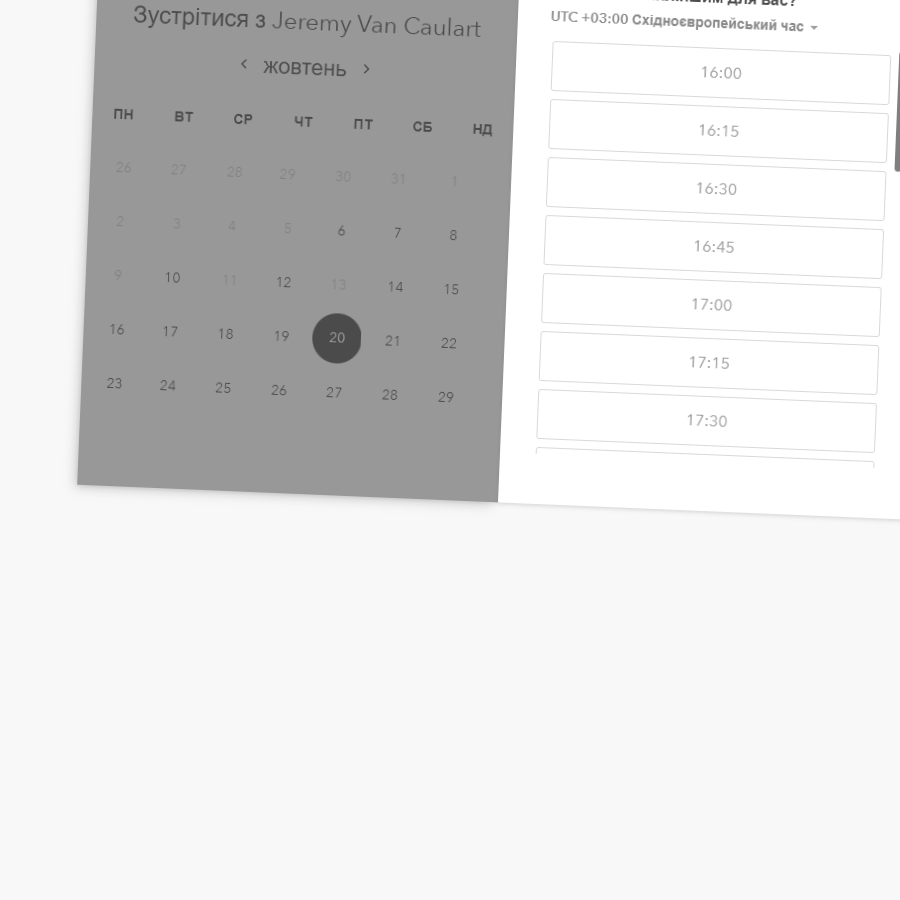 Зустрітися з Jeremy Van Caulart
жовтень
ПН ВТ СР ЧТ ПТ СБ НД
26 27 28 29 30 31 1
2 3 4 5 6 7 8
9 10 11 12 13 14 15
16 17 18 19 20 21 22
23 24 25 26 27 28 29
для вас?
UTC +03:00 Східноєвропейський час
16:00
16:15
16:30
16:45
17:00
17:15
17:30